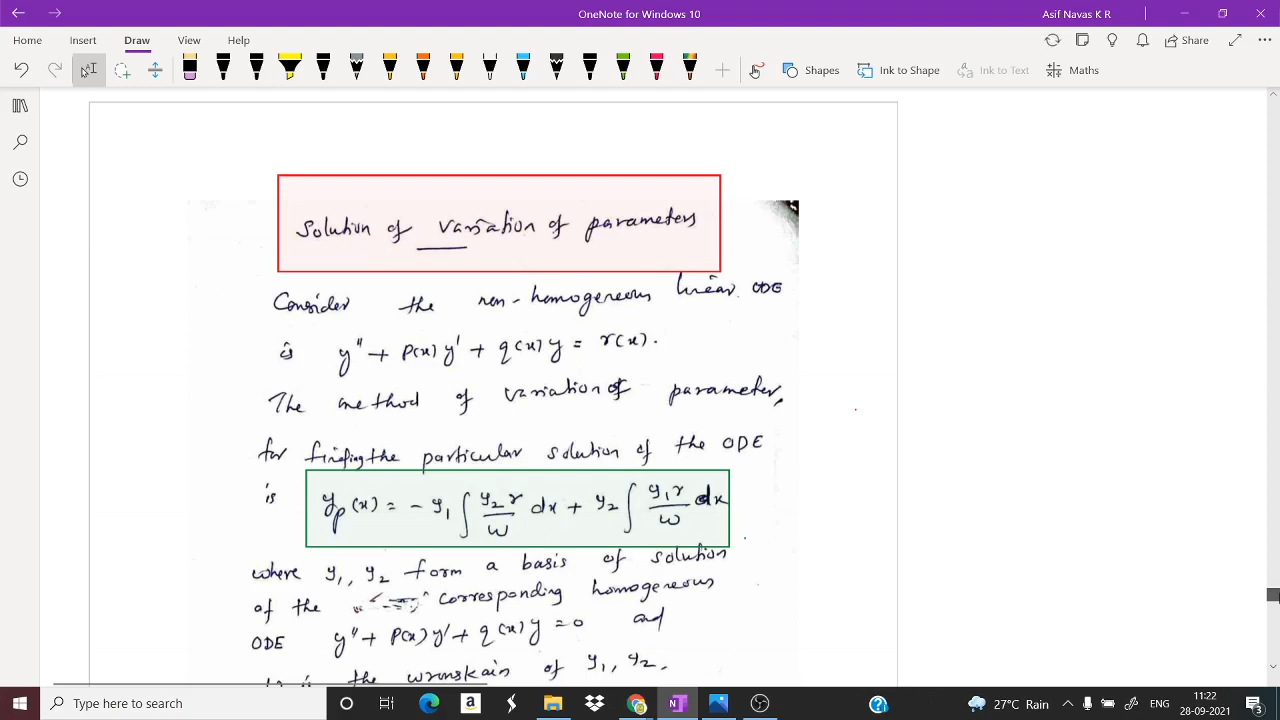 OneNote for Windows 10
Asif Navas K R
Home Insert Draw View Help
Share
Shapes Ink to Shape Ink to Text Maths
Solution of variation of parameters
Consider the non-homogeneous linear ODE
is y'' + p(x) y' + q(x) y = r(x).
The method of variation of parameter,
for finding the particular solution of the ODE
is y_p(x) = - y₁ ∫ y₂ r / w dx + y₂ ∫ y₁ r / w dx
where y₁, y₂ form a basis of solution
of the corresponding homogeneous
ODE y'' + p(x) y' + q(x) y = 0 and
is the wronskain of y₁, y₂.
Type here to search
27°C Rain
11:22
28-09-2021
3